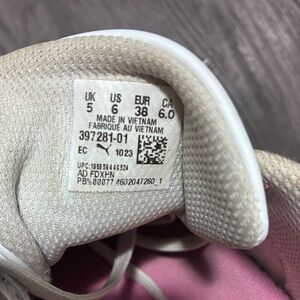 UK US EUR CA
5 6 38 6.0
MADE IN VIETNAM
FABRIQUÉ AU VIETNAM
397281-01
EC 1023
AD FDXHN